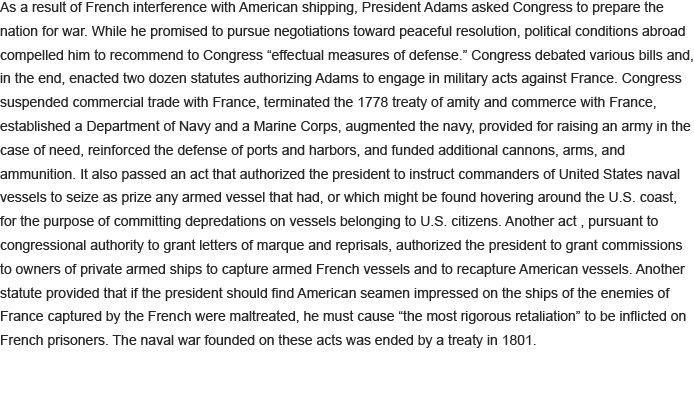 As a result of French interference with American shipping, President Adams asked Congress to prepare the
nation for war. While he promised to pursue negotiations toward peaceful resolution, political conditions abroad
compelled him to recommend to Congress “effectual measures of defense.” Congress debated various bills and,
in the end, enacted two dozen statutes authorizing Adams to engage in military acts against France. Congress
suspended commercial trade with France, terminated the 1778 treaty of amity and commerce with France,
established a Department of Navy and a Marine Corps, augmented the navy, provided for raising an army in the
case of need, reinforced the defense of ports and harbors, and funded additional cannons, arms, and
ammunition. It also passed an act that authorized the president to instruct commanders of United States naval
vessels to seize as prize any armed vessel that had, or which might be found hovering around the U.S. coast,
for the purpose of committing depredations on vessels belonging to U.S. citizens. Another act , pursuant to
congressional authority to grant letters of marque and reprisals, authorized the president to grant commissions
to owners of private armed ships to capture armed French vessels and to recapture American vessels. Another
statute provided that if the president should find American seamen impressed on the ships of the enemies of
France captured by the French were maltreated, he must cause “the most rigorous retaliation” to be inflicted on
French prisoners. The naval war founded on these acts was ended by a treaty in 1801.